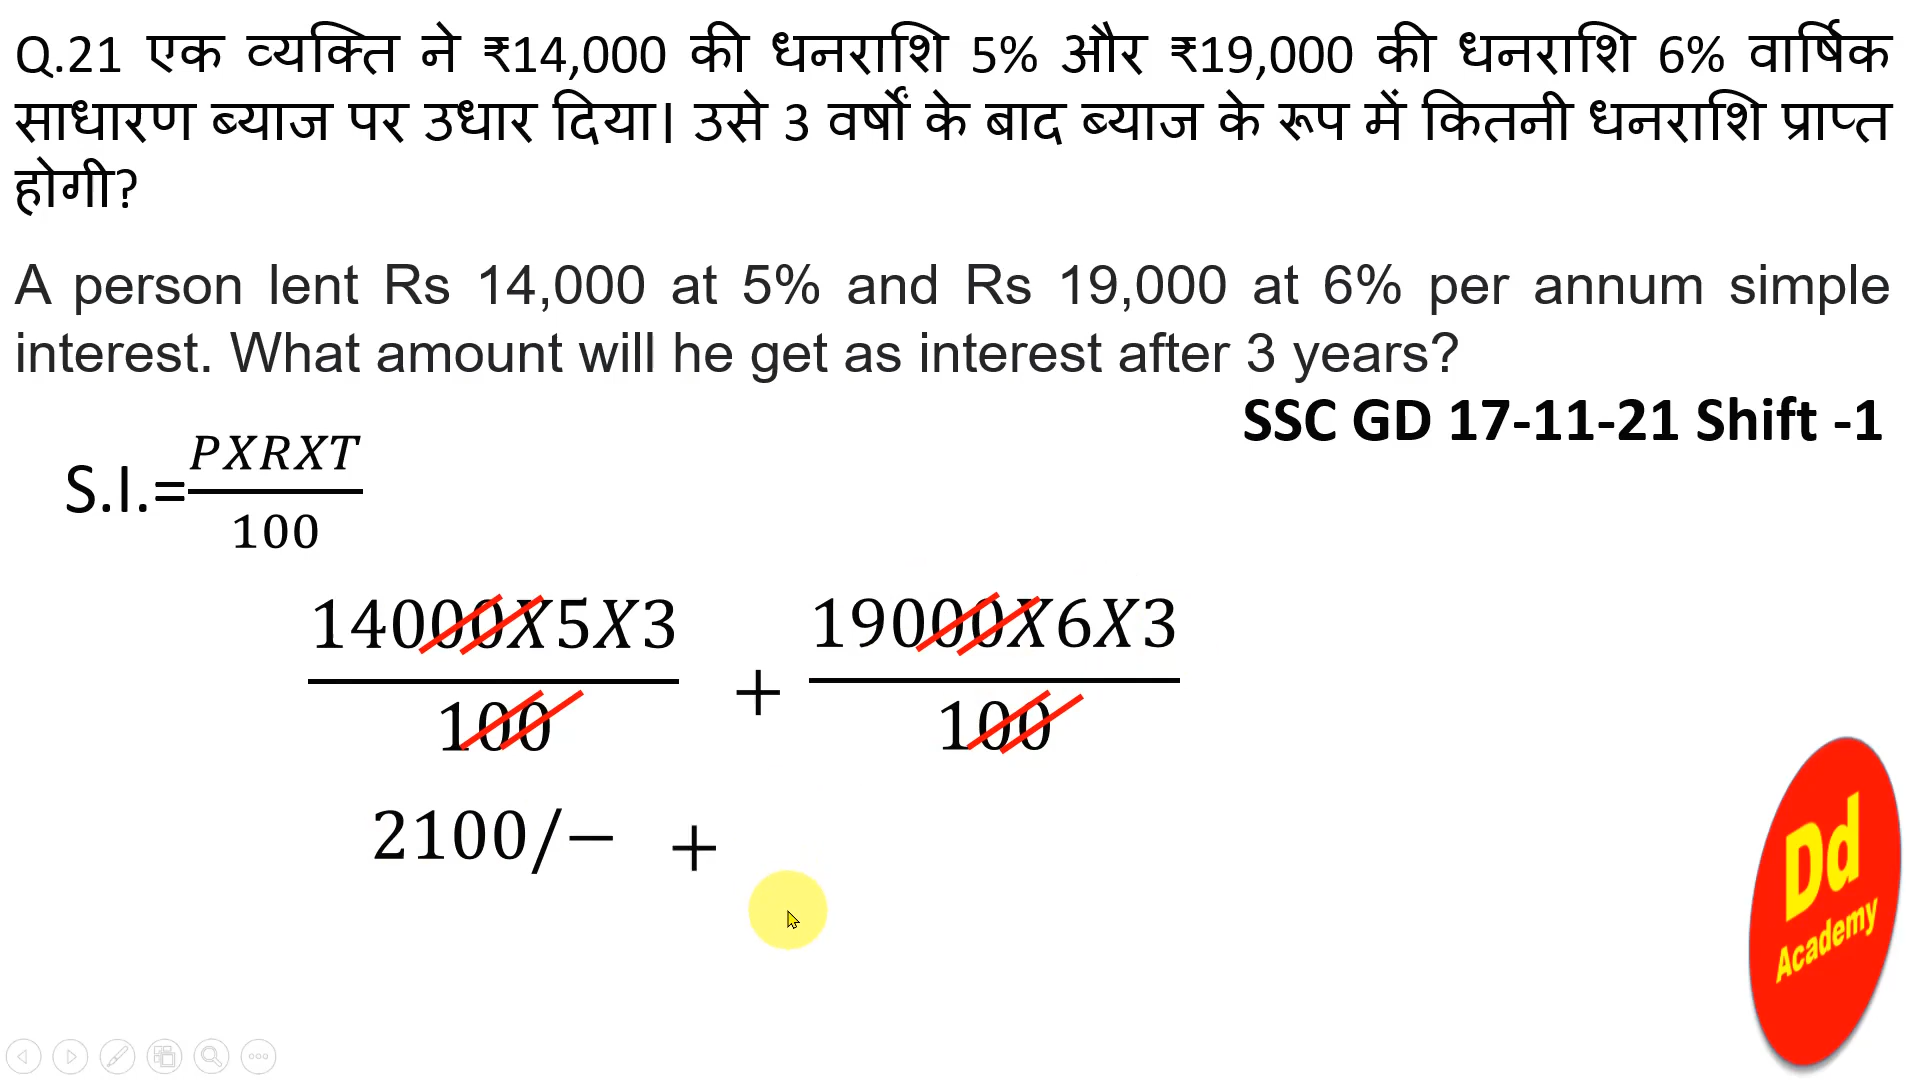 Q.21 एक व्यक्ति ने ₹14,000 की धनराशि 5% और ₹19,000 की धनराशि 6% वार्षिक
साधारण ब्याज पर उधार दिया। उसे 3 वर्षों के बाद ब्याज के रूप में कितनी धनराशि प्राप्त
होगी?
A person lent Rs 14,000 at 5% and Rs 19,000 at 6% per annum simple
interest. What amount will he get as interest after 3 years?
SSC GD 17-11-21 Shift -1
PXRXT
S.I.=
100
14000X5X3 + 19000X6X3
100 100
2100/− +
Dd
Academy